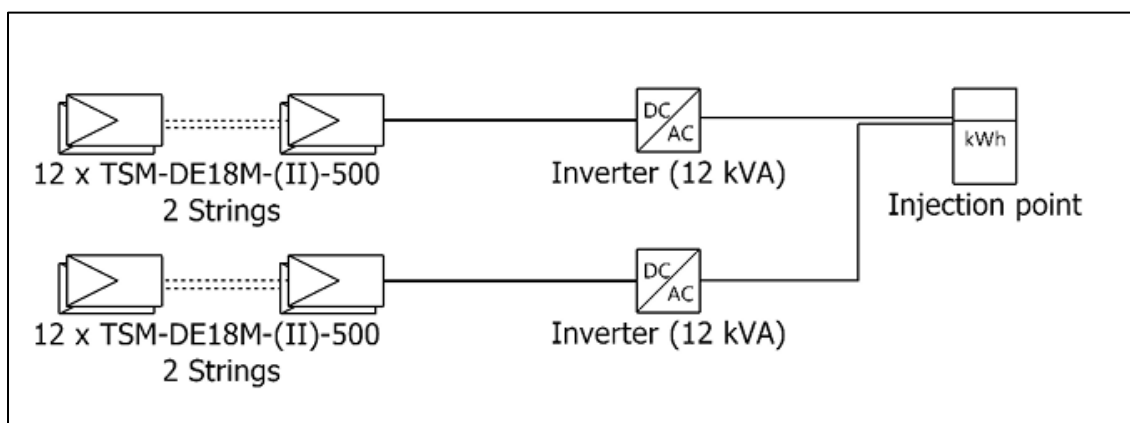 DC
AC
kWh
12 x TSM-DE18M-(II)-500
2 Strings
Inverter (12 kVA)
Injection point
DC
AC
12 x TSM-DE18M-(II)-500
2 Strings
Inverter (12 kVA)